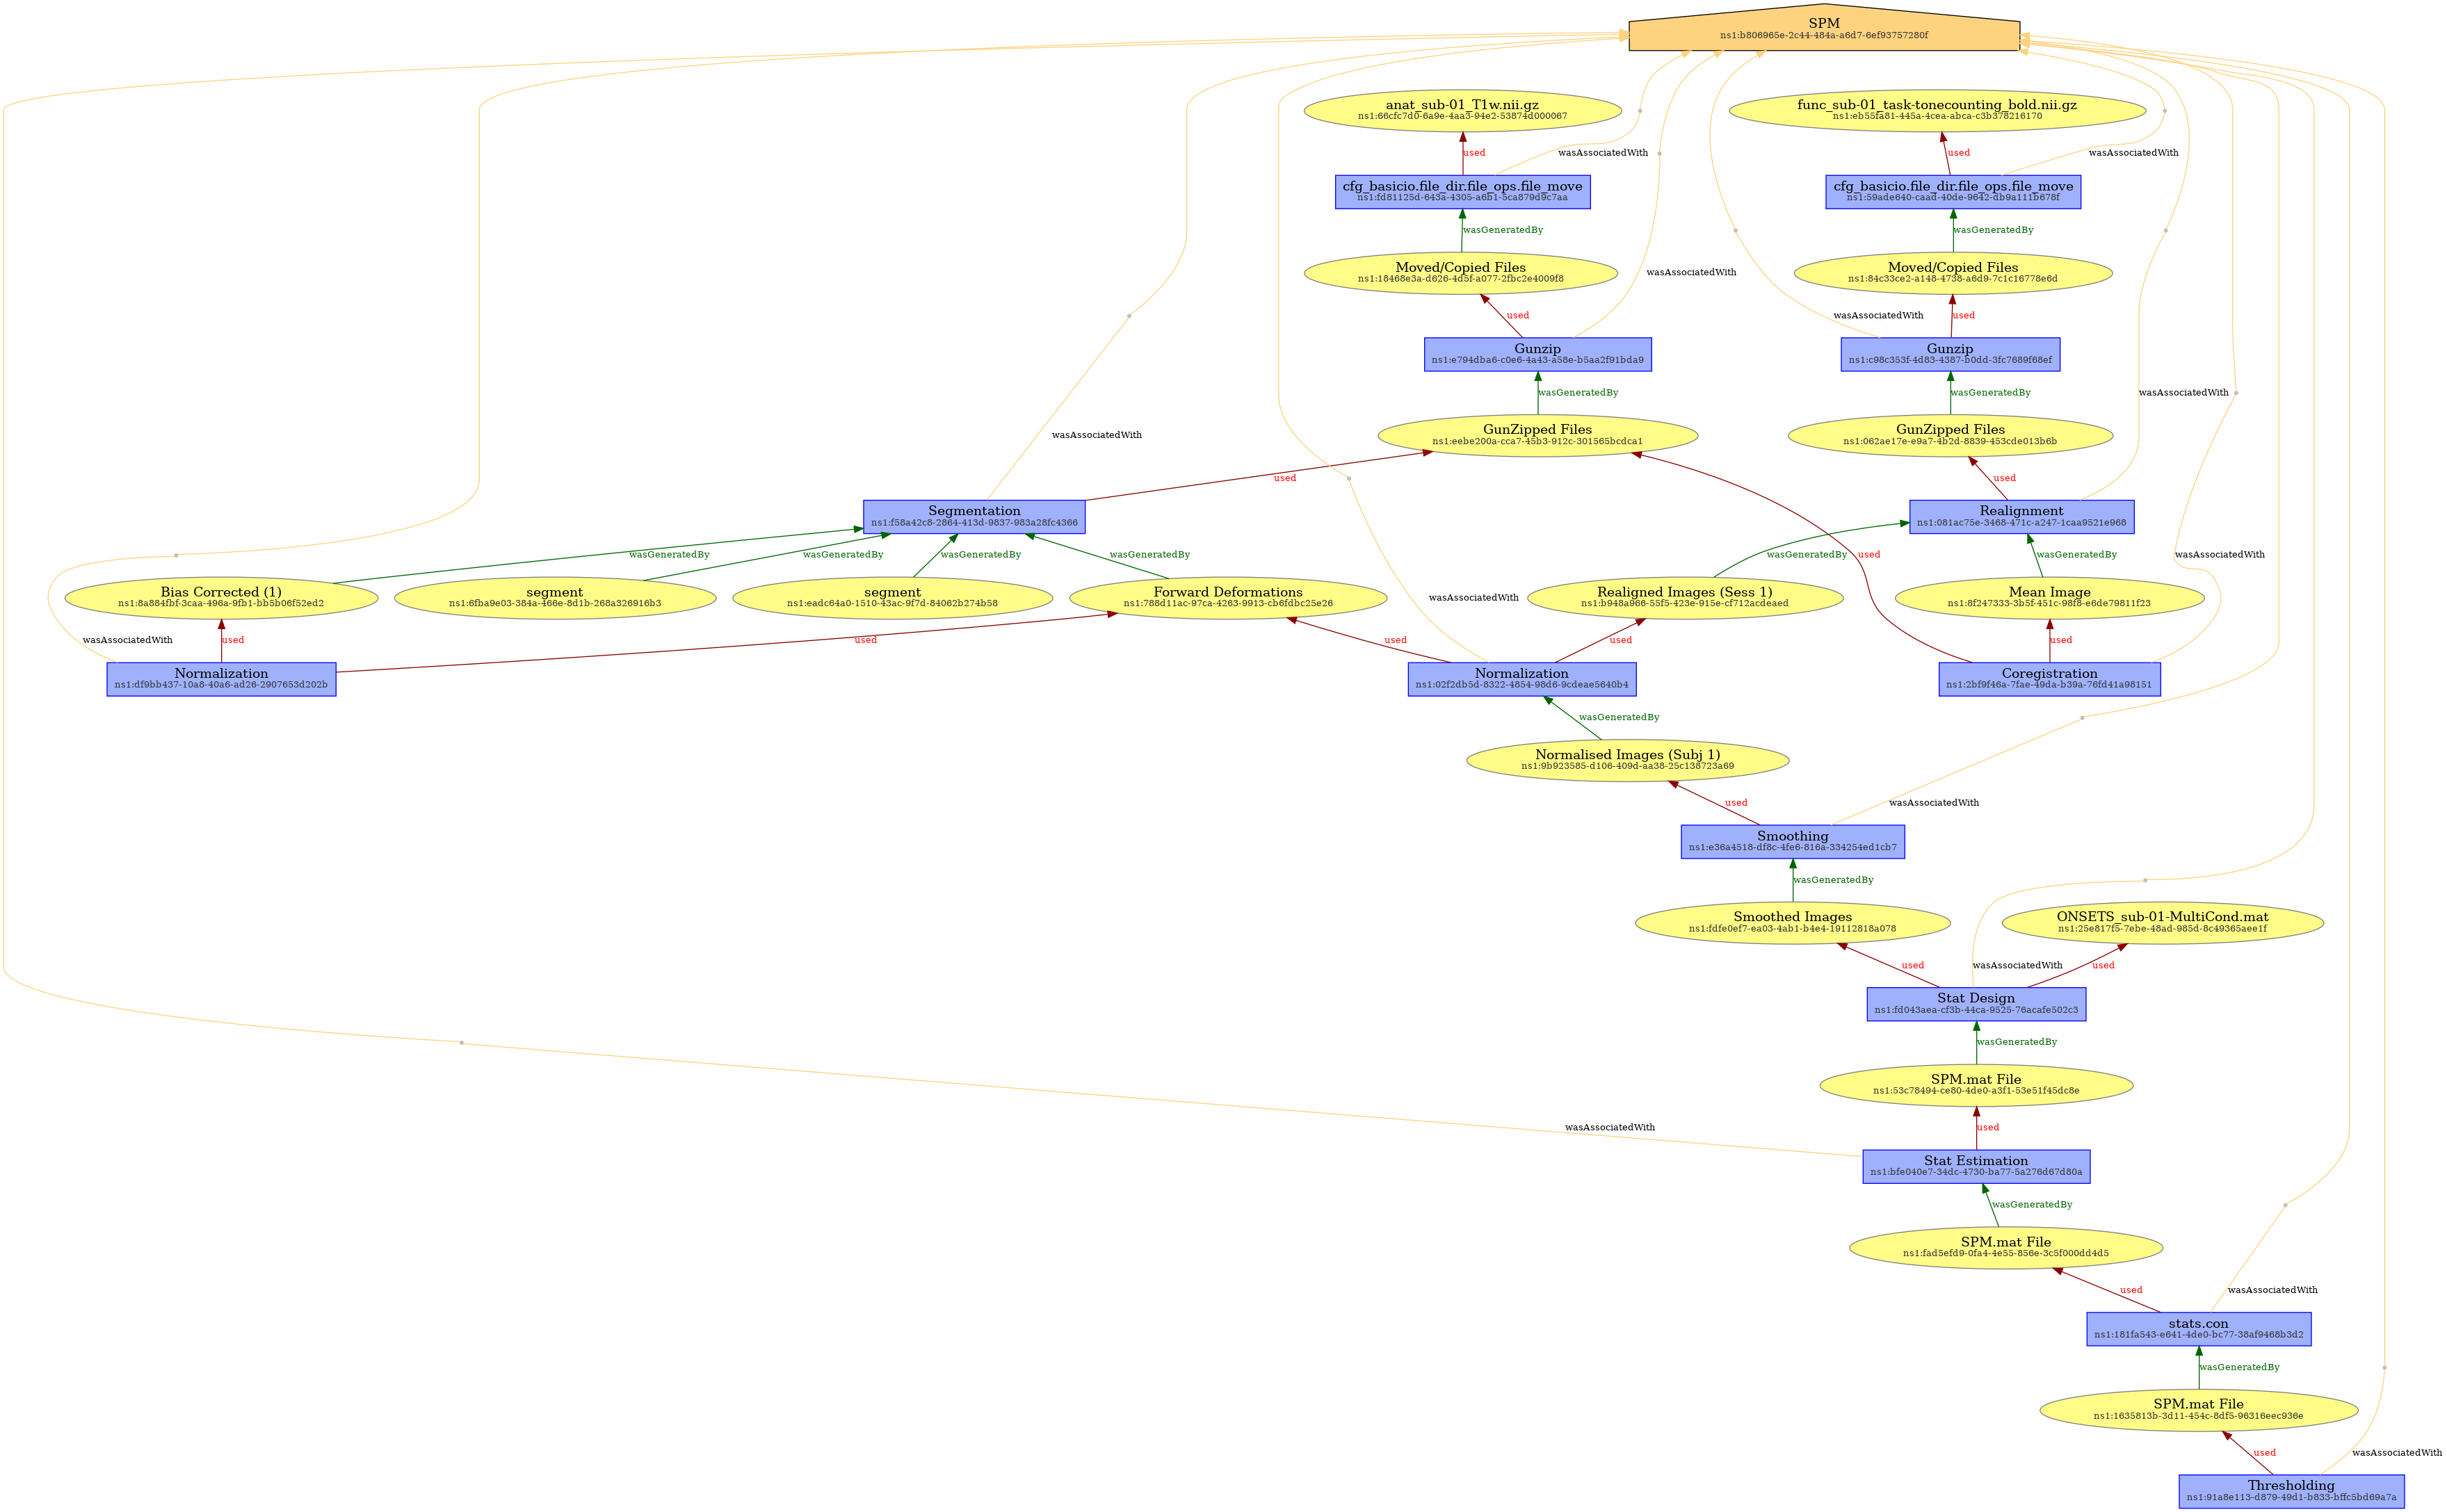 SPM
ns1:b806965e-2c44-484a-a6d7-6ef93757280f
anat_sub-01_T1w.nii.gz
ns1:66cfc7d0-6a9e-4aa3-94e2-53874d000067
func_sub-01_task-tonecounting_bold.nii.gz
ns1:eb55fa81-445a-4cea-abca-c3b378216170
used
wasAssociatedWith
used
wasAssociatedWith
cfg_basicio.file_dir.file_ops.file_move
ns1:fd81125d-643a-4305-a6b1-5ca879d9c7aa
cfg_basicio.file_dir.file_ops.file_move
ns1:59ade640-caad-40de-9642-db9a111b678f
wasGeneratedBy
wasGeneratedBy
Moved/Copied Files
ns1:18468e3a-d626-4d5f-a077-2fbc2e4009f8
wasAssociatedWith
Moved/Copied Files
ns1:84c33ce2-a148-4738-a6d9-7c1c16778e6d
used
wasAssociatedWith
used
Gunzip
ns1:e794dba6-c0e6-4a43-a58e-b5aa2f91bda9
Gunzip
ns1:c98c353f-4d83-4387-b0dd-3fc7689f68ef
wasGeneratedBy
wasGeneratedBy
wasAssociatedWith
wasAssociatedWith
GunZipped Files
ns1:eebe200a-cca7-45b3-912c-301565bcdca1
GunZipped Files
ns1:062ae17e-e9a7-4b2d-8839-453cde013b6b
used
used
Segmentation
ns1:f58a42c8-2864-413d-9837-983a28fc4366
Realignment
ns1:081ac75e-3468-471c-a247-1caa9521e968
wasGeneratedBy
wasGeneratedBy
wasGeneratedBy
wasGeneratedBy
wasGeneratedBy
used
wasGeneratedBy
wasAssociatedWith
Bias Corrected (1)
ns1:8a884fbf-3caa-496a-9fb1-bb5b06f52ed2
segment
ns1:6fba9e03-384a-466e-8d1b-268a326916b3
segment
ns1:eadc64a0-1510-43ac-9f7d-84062b274b58
Forward Deformations
ns1:788d11ac-97ca-4263-9913-cb6fdbc25e26
wasAssociatedWith
Realigned Images (Sess 1)
ns1:b948a966-55f5-423e-915e-cf712acdeaed
Mean Image
ns1:8f247333-3b5f-451c-98f8-e6de79811f23
wasAssociatedWith
used
used
used
used
used
Normalization
ns1:df9bb437-10a8-40a6-ad26-2907653d202b
Normalization
ns1:02f2db5d-8322-4854-98d6-9cdeae5640b4
Coregistration
ns1:2bf9f46a-7fae-49da-b39a-76fd41a98151
wasGeneratedBy
Normalised Images (Subj 1)
ns1:9b923585-d106-409d-aa38-25c138723a69
used
wasAssociatedWith
Smoothing
ns1:e36a4518-df8c-4fe6-816a-334254ed1cb7
wasGeneratedBy
Smoothed Images
ns1:fdfe0ef7-ea03-4ab1-b4e4-19112818a078
ONSETS_sub-01-MultiCond.mat
ns1:25e817f5-7ebe-48ad-985d-8c49365aee1f
used
wasAssociatedWith
used
Stat Design
ns1:fd043aea-cf3b-44ca-9525-76acafe502c3
wasGeneratedBy
SPM.mat File
ns1:53c78494-ce80-4de0-a3f1-53e51f45dc8e
wasAssociatedWith
used
Stat Estimation
ns1:bfe040e7-34dc-4730-ba77-5a276d67d80a
wasGeneratedBy
SPM.mat File
ns1:fad5efd9-0fa4-4e55-856e-3c5f000dd4d5
used
wasAssociatedWith
stats.con
ns1:181fa543-e641-4de0-bc77-38af9468b3d2
wasGeneratedBy
SPM.mat File
ns1:1635813b-3d11-454c-8df5-96316eec936e
used
wasAssociatedWith
Thresholding
ns1:91a8e113-d879-49d1-b833-bffc5bd69a7a